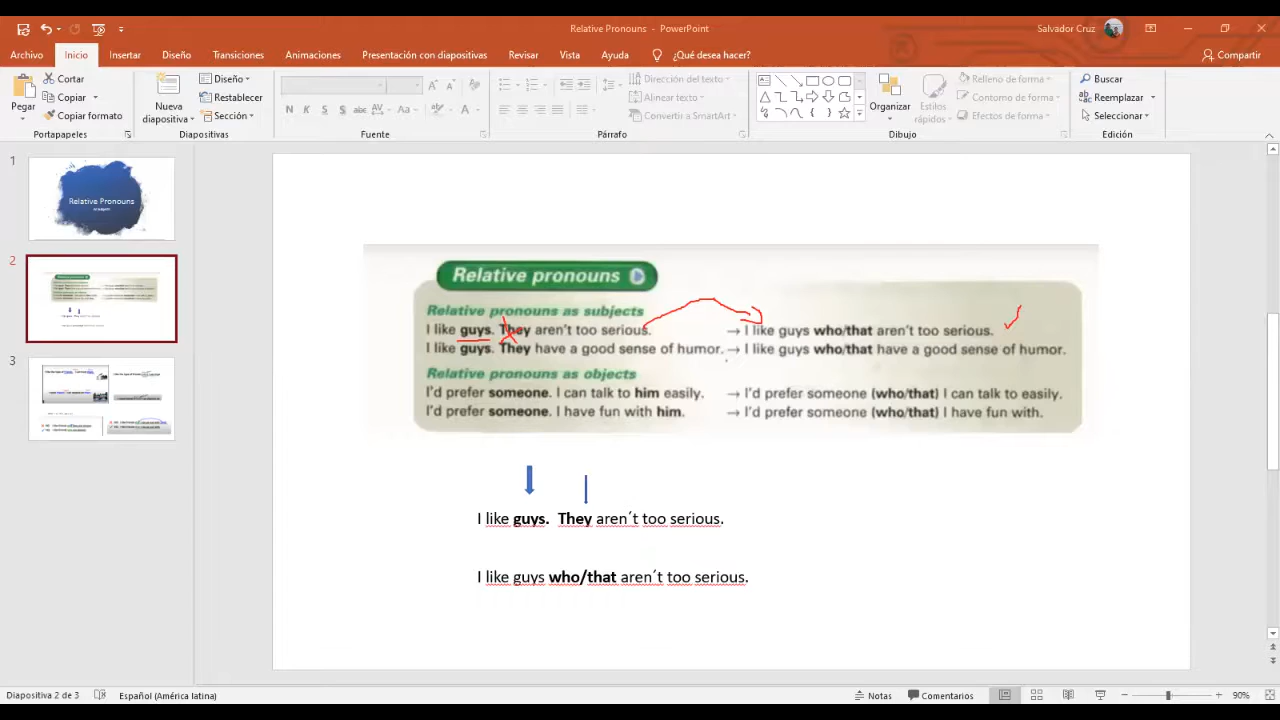 Relative Pronouns - PowerPoint
Salvador Cruz
Archivo Inicio Insertar Diseño Transiciones Animaciones Presentación con diapositivas Revisar Vista Ayuda ¿Qué desea hacer? Compartir
Pegar
Cortar
Copiar
Copiar formato
Portapapeles
Nueva diapositiva
Diseño
Restablecer
Sección
Diapositivas
N K S S abc AV Aa A
Fuente
Dirección del texto
Alinear texto
Convertir a SmartArt
Párrafo
Organizar
Estilos rápidos
Relleno de forma
Contorno de forma
Efectos de forma
Dibujo
Buscar
Reemplazar
Seleccionar
Edición
1
Relative Pronouns
2
3
Relative pronouns
Relative pronouns as subjects
I like guys. They aren't too serious. → I like guys who/that aren't too serious.
I like guys. They have a good sense of humor. → I like guys who/that have a good sense of humor.
Relative pronouns as objects
I'd prefer someone. I can talk to him easily. → I'd prefer someone (who/that) I can talk to easily.
I'd prefer someone. I have fun with him. → I'd prefer someone (who/that) I have fun with.
I like guys. They aren´t too serious.
I like guys who/that aren´t too serious.
Diapositiva 2 de 3 Español (América latina) Notas Comentarios 90%